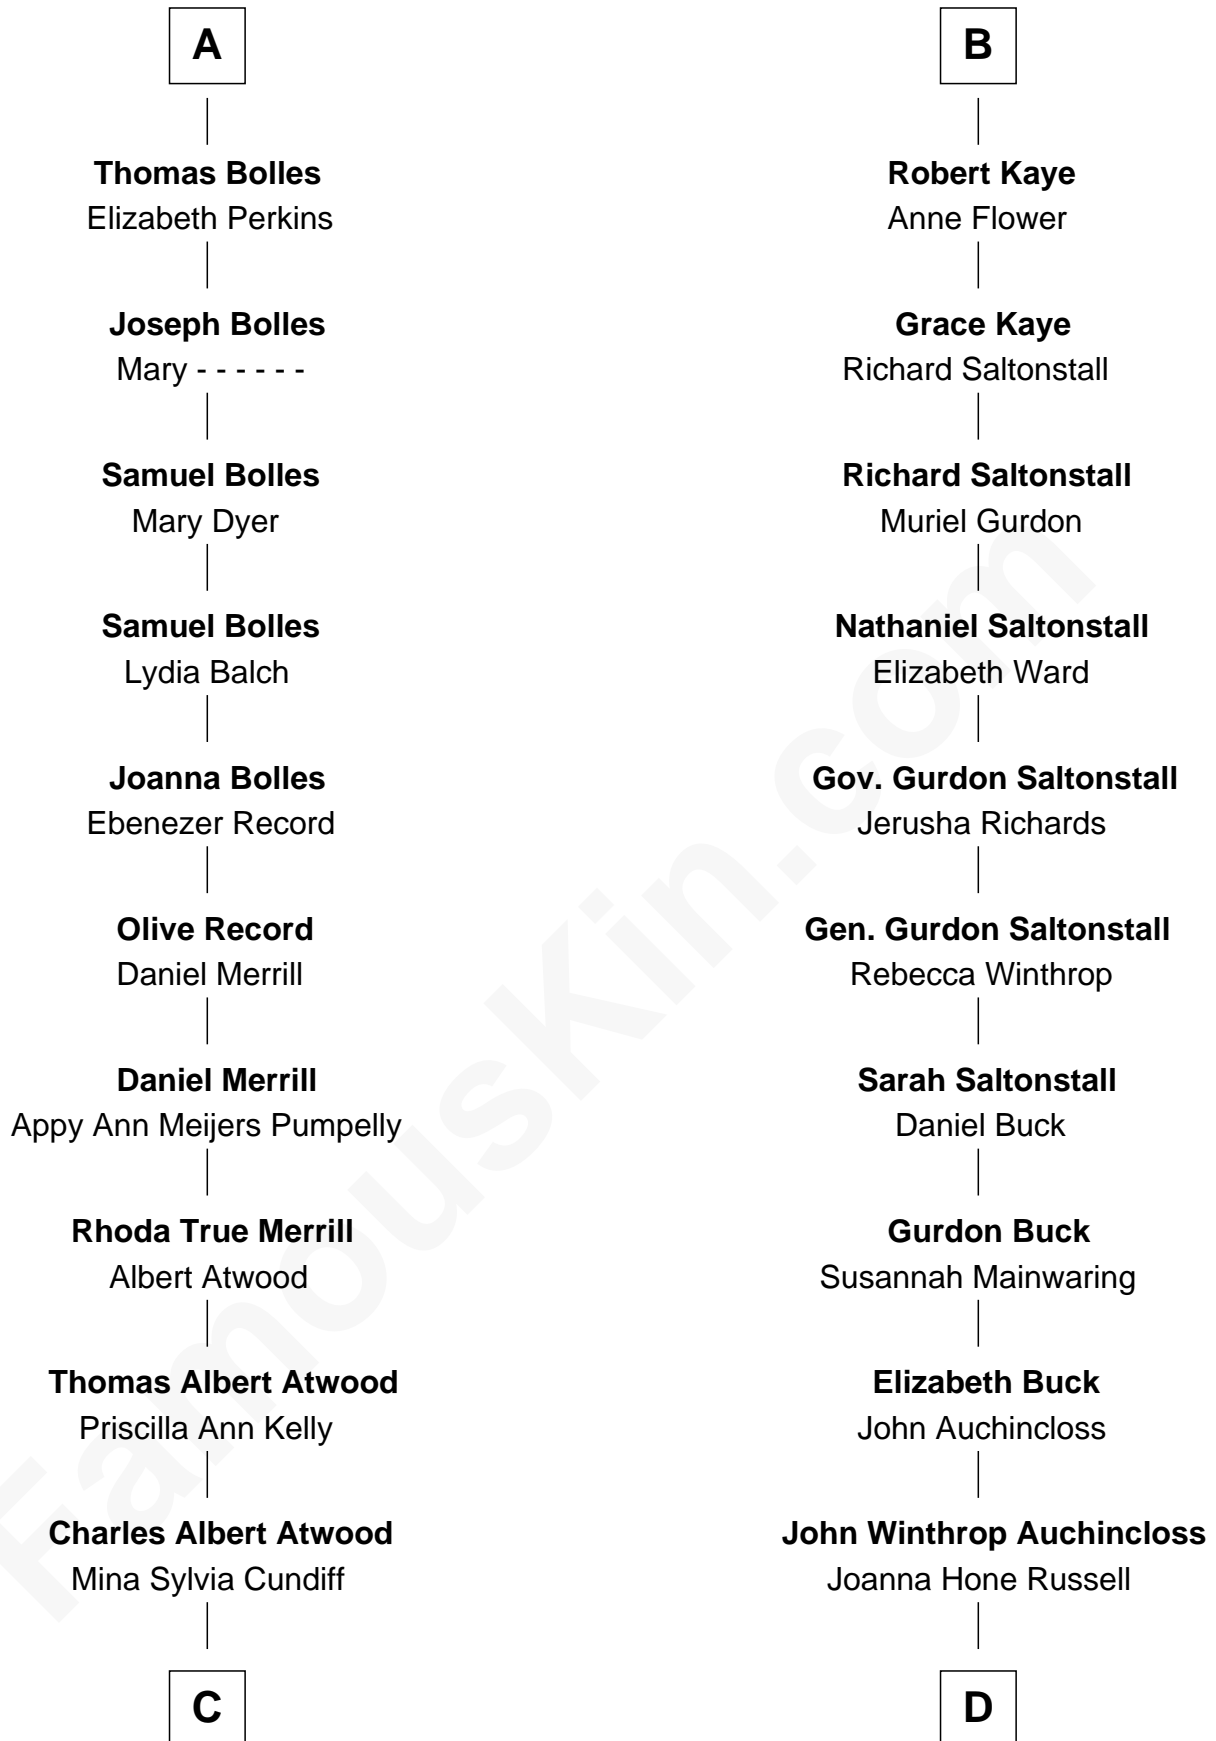 A
Thomas Bolles
Elizabeth Perkins
Joseph Bolles
Mary - - - - - -
Samuel Bolles
Mary Dyer
Samuel Bolles
Lydia Balch
Joanna Bolles
Ebenezer Record
Olive Record
Daniel Merrill
Daniel Merrill
Appy Ann Meijers Pumpelly
Rhoda True Merrill
Albert Atwood
Thomas Albert Atwood
Priscilla Ann Kelly
Charles Albert Atwood
Mina Sylvia Cundiff
C
B
Robert Kaye
Anne Flower
Grace Kaye
Richard Saltonstall
Richard Saltonstall
Muriel Gurdon
Nathaniel Saltonstall
Elizabeth Ward
Gov. Gurdon Saltonstall
Jerusha Richards
Gen. Gurdon Saltonstall
Rebecca Winthrop
Sarah Saltonstall
Daniel Buck
Gurdon Buck
Susannah Mainwaring
Elizabeth Buck
John Auchincloss
John Winthrop Auchincloss
Joanna Hone Russell
D
FamousKin.com